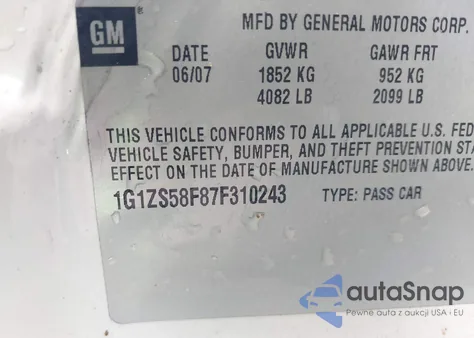 MFD BY GENERAL MOTORS CORP.
GM
DATE GVWR GAWR FRT
06/07 1852 KG 952 KG
4082 LB 2099 LB
THIS VEHICLE CONFORMS TO ALL APPLICABLE U.S. FED
VEHICLE SAFETY, BUMPER, AND THEFT PREVENTION STA
EFFECT ON THE DATE OF MANUFACTURE SHOWN ABOVE.
1G1ZS58F87F310243 TYPE: PASS CAR
autoSnap
Pewne auta z aukcji USA i EU